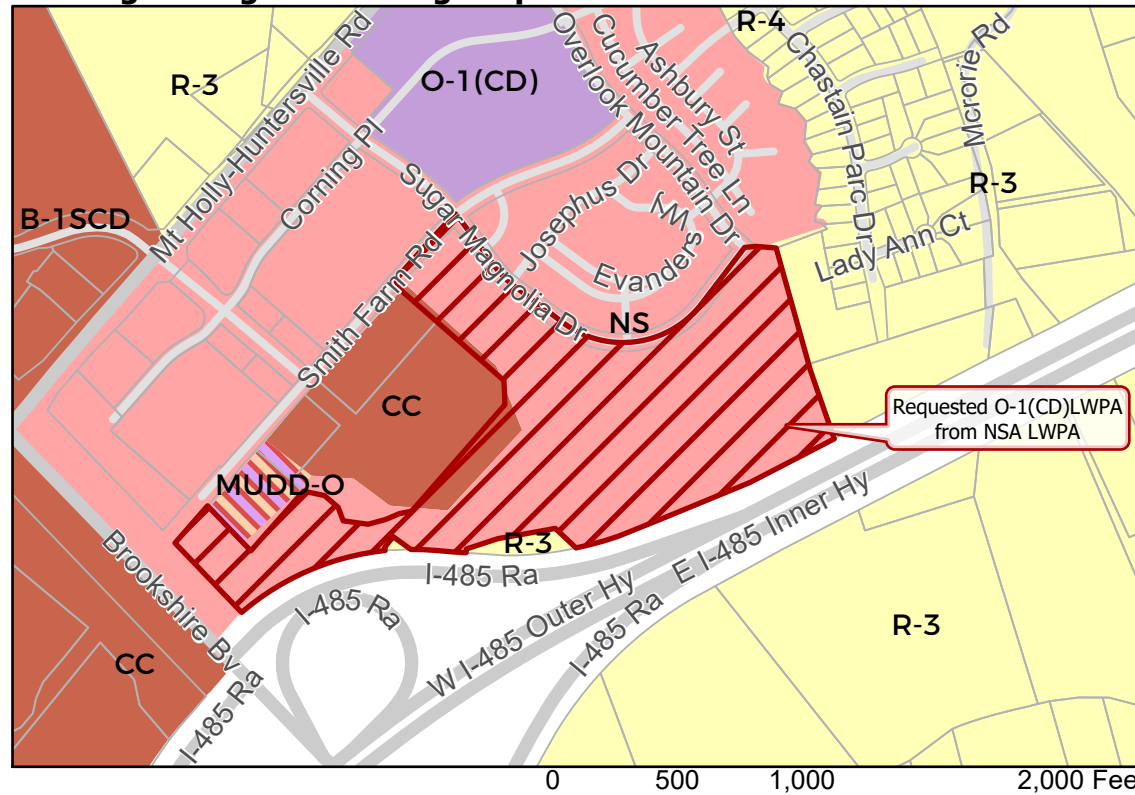 R-4
R-3
O-1(CD)
Mt Holly-Huntersville Rd
Corning Pl
Overlook Mountain Dr
Cucumber Tree Ln
Ashbury St
Chastain Parc Dr
Mcrorie Rd
R-3
B-1SCD
Sugar Magnolia Dr
Josephus Dr
Evanders Wy
Lady Ann Ct
Smith Farm Rd
NS
CC
Requested O-1(CD)LWPA
from NSA LWPA
MUDD-O
R-3
Brookshire Bv
I-485 Ra
I-485 Ra
W I-485 Outer Hy
E I-485 Inner Hy
I-485 Ra
R-3
CC
I-485 Ra
0 500 1,000 2,000 Fee